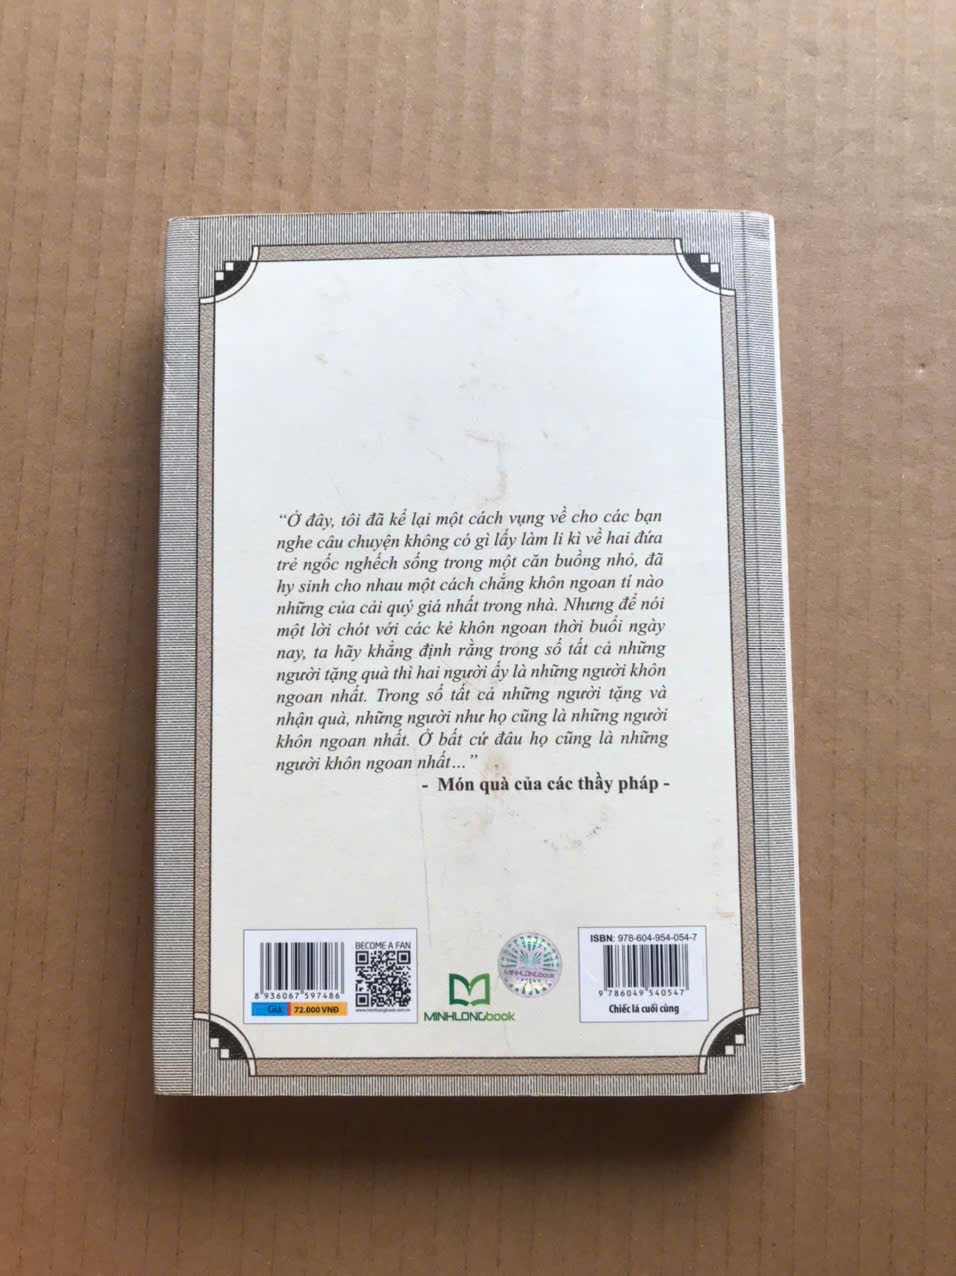 “Ở đây, tôi đã kể lại một cách vụng về cho các bạn
nghe câu chuyện không có gì lấy làm li kì về hai đứa
trẻ ngốc nghếch sống trong một căn buồng nhỏ, đã
hy sinh cho nhau một cách chẳng khôn ngoan tí nào
những của cải quý giá nhất trong nhà. Nhưng để nói
một lời chót với các kẻ khôn ngoan thời buổi ngày
nay, ta hãy khẳng định rằng trong số tất cả những
người tặng quà thì hai người ấy là những người khôn
ngoan nhất. Trong số tất cả những người tặng và
nhận quà, những người như họ cũng là những người
khôn ngoan nhất. Ở bất cứ đâu họ cũng là những
người khôn ngoan nhất...”
- Món quà của các thầy pháp -
BECOME A FAN
8 936067 597486
Giá: 72.000 VNĐ
www.minhlongbook.com.vn
MINHLONGbook
MINHLONGbook
ISBN: 978-604-954-054-7
9 786049 540547
Chiếc lá cuối cùng